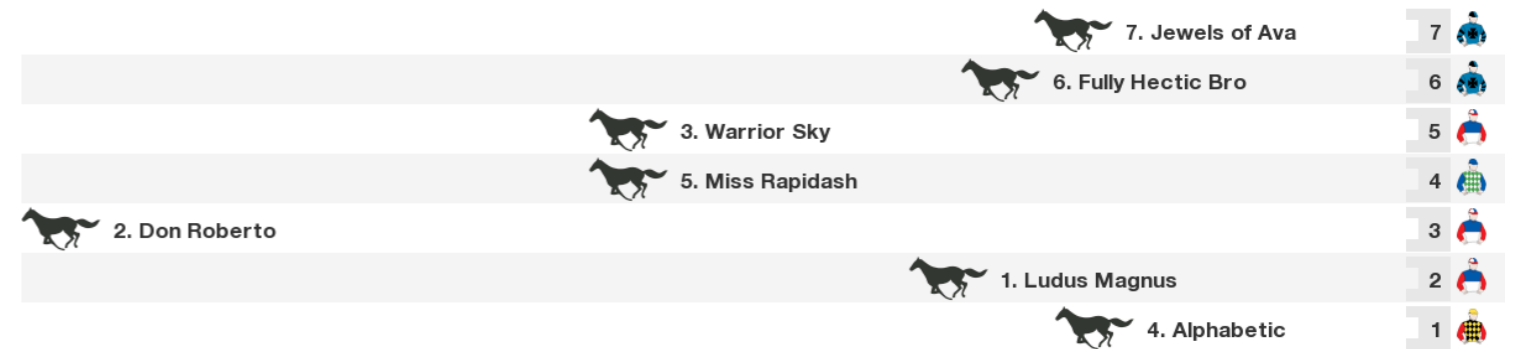 7. Jewels of Ava 7
6. Fully Hectic Bro 6
3. Warrior Sky 5
5. Miss Rapidash 4
2. Don Roberto 3
1. Ludus Magnus 2
4. Alphabetic 1